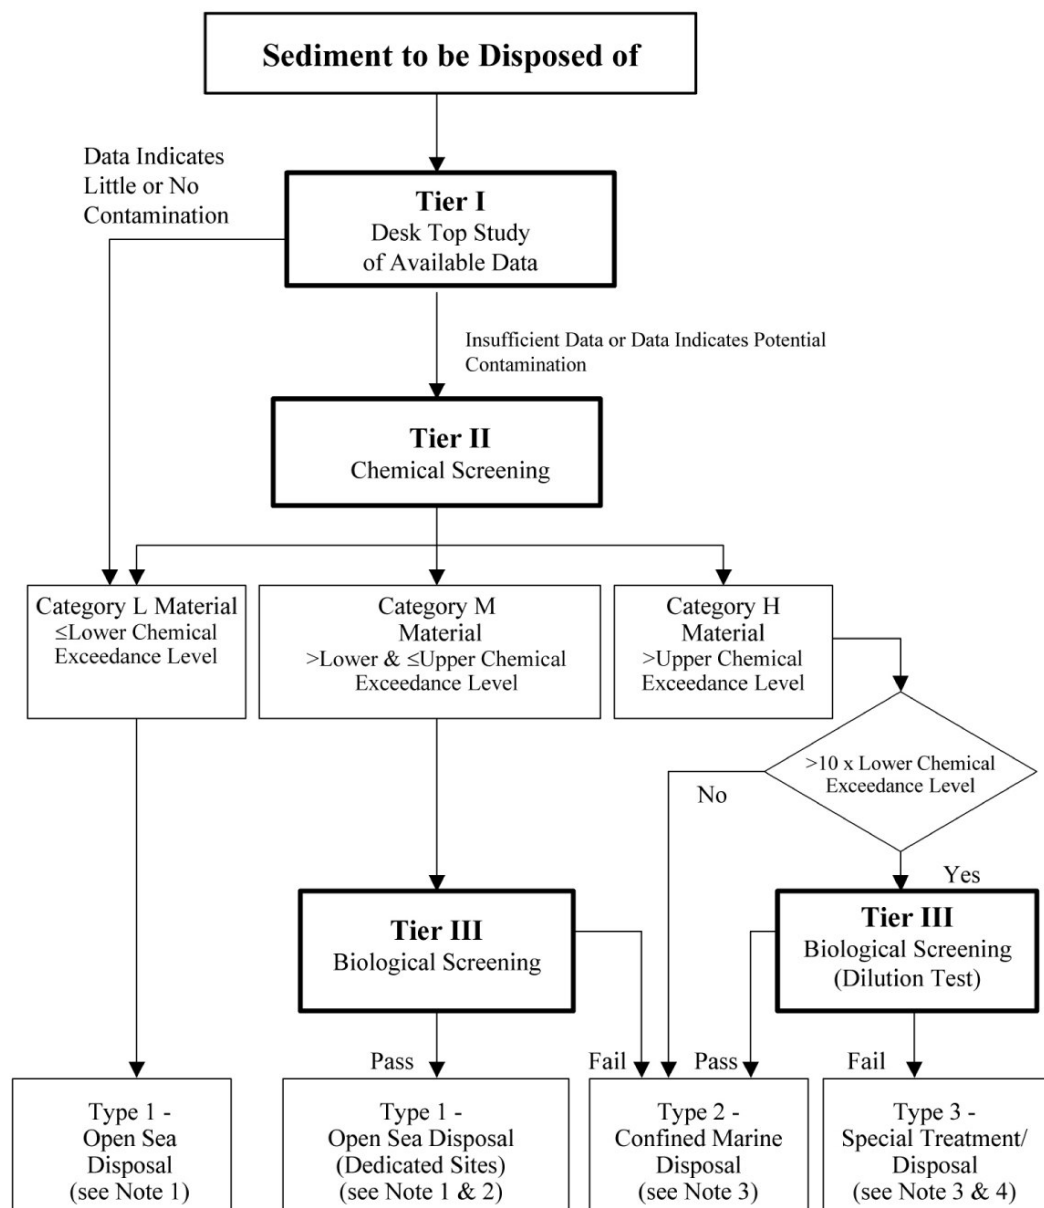 Sediment to be Disposed of
Data Indicates
Little or No
Contamination
Tier I
Desk Top Study
of Available Data
Insufficient Data or Data Indicates Potential
Contamination
Tier II
Chemical Screening
Category L Material
≤Lower Chemical
Exceedance Level
Category M
Material
>Lower & ≤Upper Chemical
Exceedance Level
Category H
Material
>Upper Chemical
Exceedance Level
>10 x Lower Chemical
Exceedance Level
No
Yes
Tier III
Biological Screening
Tier III
Biological Screening
(Dilution Test)
Pass
Fail
Pass
Fail
Type 1 -
Open Sea
Disposal
(see Note 1)
Type 1 -
Open Sea Disposal
(Dedicated Sites)
(see Note 1 & 2)
Type 2 -
Confined Marine
Disposal
(see Note 3)
Type 3 -
Special Treatment/
Disposal
(see Note 3 & 4)